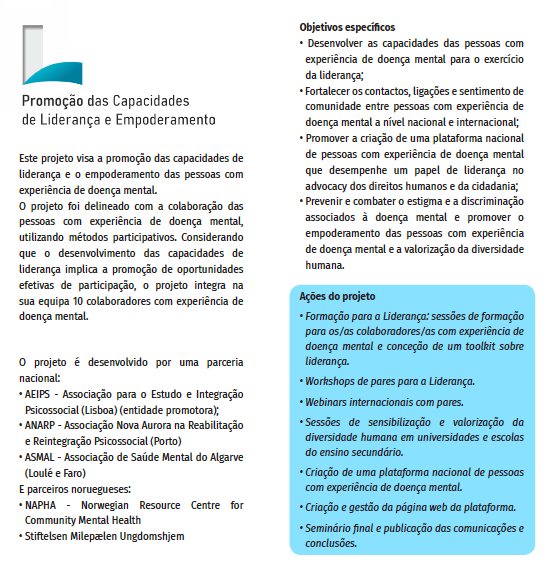 Promoção das Capacidades
de Liderança e Empoderamento
Este projeto visa a promoção das capacidades de
liderança e o empoderamento das pessoas com
experiência de doença mental.
O projeto foi delineado com a colaboração das
pessoas com experiência de doença mental,
utilizando métodos participativos. Considerando
que o desenvolvimento das capacidades de
liderança implica a promoção de oportunidades
efetivas de participação, o projeto integra na
sua equipa 10 colaboradores com experiência de
doença mental.
O projeto é desenvolvido por uma parceria
nacional:
• AEIPS - Associação para o Estudo e Integração
Psicossocial (Lisboa) (entidade promotora);
• ANARP - Associação Nova Aurora na Reabilitação
e Reintegração Psicossocial (Porto)
• ASMAL - Associação de Saúde Mental do Algarve
(Loulé e Faro)
E parceiros noruegueses:
• NAPHA - Norwegian Resource Centre for
Community Mental Health
• Stiftelsen Milepælen Ungdomshjem
Objetivos específicos
• Desenvolver as capacidades das pessoas com
experiência de doença mental para o exercício
da liderança;
• Fortalecer os contactos, ligações e sentimento de
comunidade entre pessoas com experiência de
doença mental a nível nacional e internacional;
• Promover a criação de uma plataforma nacional
de pessoas com experiência de doença mental
que desempenhe um papel de liderança no
advocacy dos direitos humanos e da cidadania;
• Prevenir e combater o estigma e a discriminação
associados à doença mental e promover o
empoderamento das pessoas com experiência
de doença mental e a valorização da diversidade
humana.
Ações do projeto
• Formação para a Liderança: sessões de formação
para os/as colaboradores/as com experiência de
doença mental e conceção de um toolkit sobre
liderança.
• Workshops de pares para a Liderança.
• Webinars internacionais com pares.
• Sessões de sensibilização e valorização da
diversidade humana em universidades e escolas
do ensino secundário.
• Criação de uma plataforma nacional de pessoas
com experiência de doença mental.
• Criação e gestão da página web da plataforma.
• Seminário final e publicação das comunicações e
conclusões.